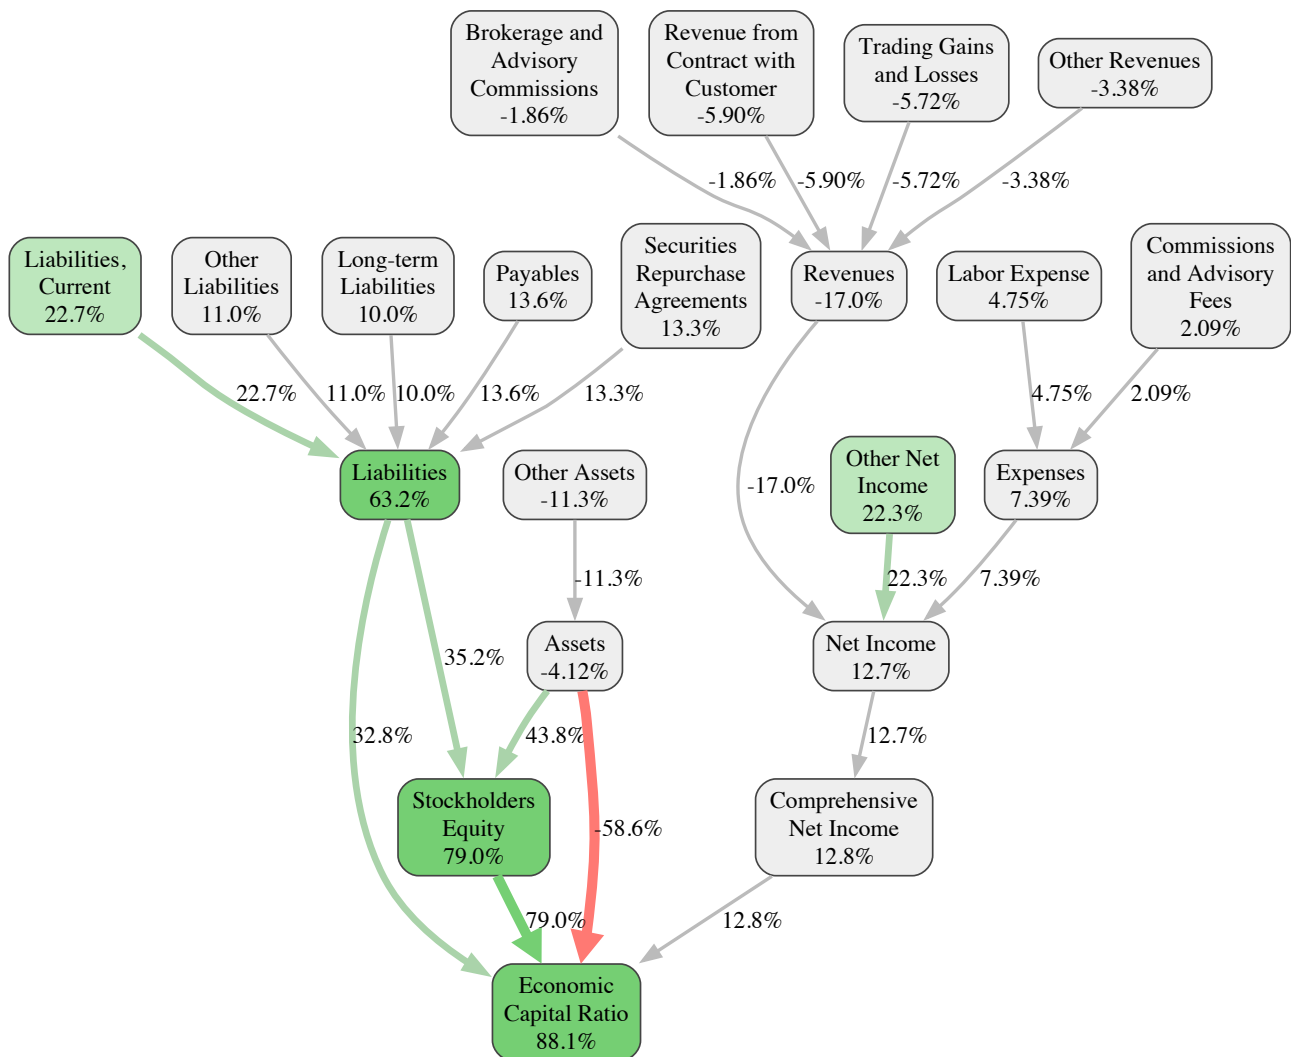 Brokerage and
Advisory
Commissions
-1.86%
Revenue from
Contract with
Customer
-5.90%
Trading Gains
and Losses
-5.72%
Other Revenues
-3.38%
-1.86%
-5.90%
-5.72%
-3.38%
Liabilities,
Current
22.7%
Other
Liabilities
11.0%
Long-term
Liabilities
10.0%
Payables
13.6%
Securities
Repurchase
Agreements
13.3%
Revenues
-17.0%
Labor Expense
4.75%
Commissions
and Advisory
Fees
2.09%
22.7%
11.0%
10.0%
13.6%
13.3%
4.75%
2.09%
Liabilities
63.2%
Other Assets
-11.3%
-17.0%
Other Net
Income
22.3%
Expenses
7.39%
-11.3%
22.3%
7.39%
35.2%
Assets
-4.12%
Net Income
12.7%
32.8%
43.8%
12.7%
Stockholders
Equity
79.0%
-58.6%
Comprehensive
Net Income
12.8%
79.0%
12.8%
Economic
Capital Ratio
88.1%